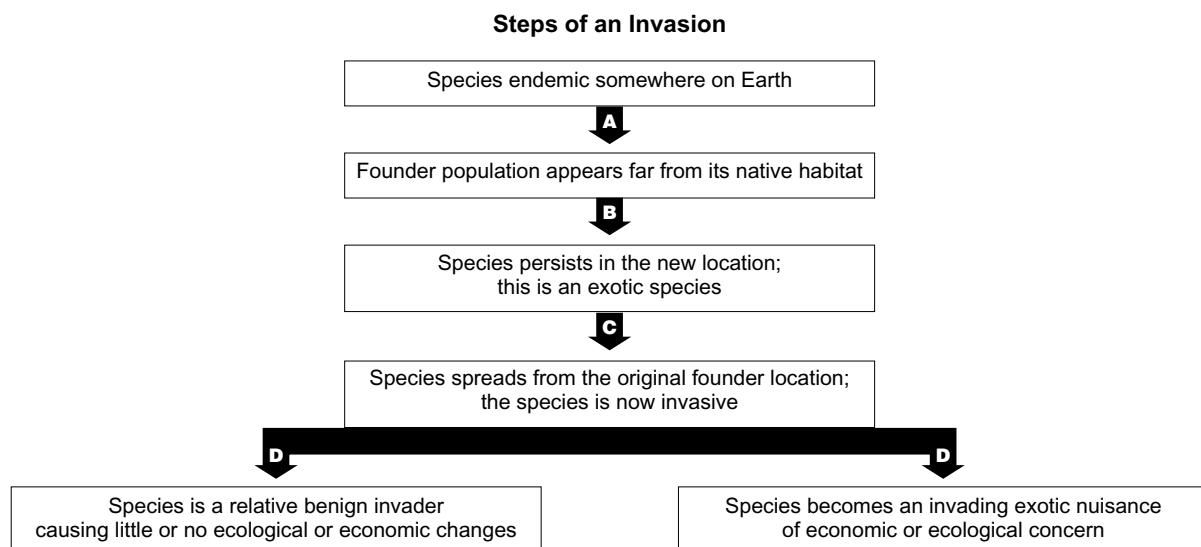 Steps of an Invasion
Species endemic somewhere on Earth
A
Founder population appears far from its native habitat
B
Species persists in the new location;
this is an exotic species
C
Species spreads from the original founder location;
the species is now invasive
D
D
Species is a relative benign invader
causing little or no ecological or economic changes
Species becomes an invading exotic nuisance
of economic or ecological concern